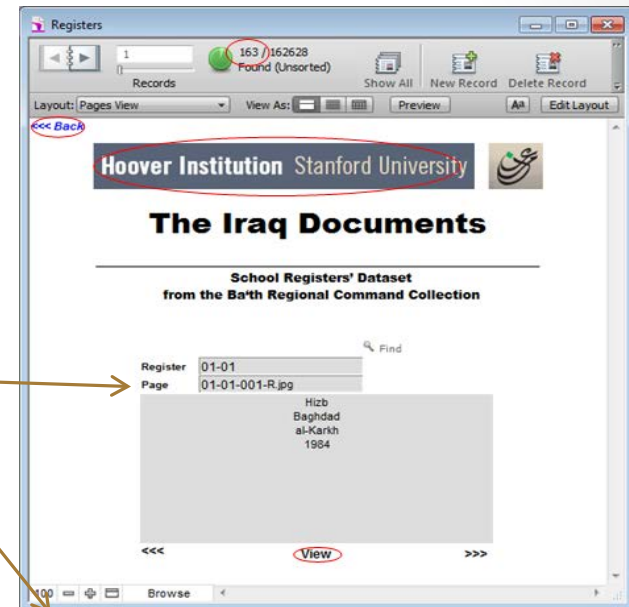 Registers
1
163 / 162628
Found (Unsorted)
Records
Show All
New Record
Delete Record
Layout: Pages View
View As:
Preview
Aa
Edit Layout
<<< Back
Hoover Institution Stanford University
The Iraq Documents
School Registers' Dataset
from the Ba'th Regional Command Collection
Find
Register 01-01
Page 01-01-001-R.jpg
Hizb
Baghdad
al-Karkh
1984
<<<
View
>>>
100
Browse